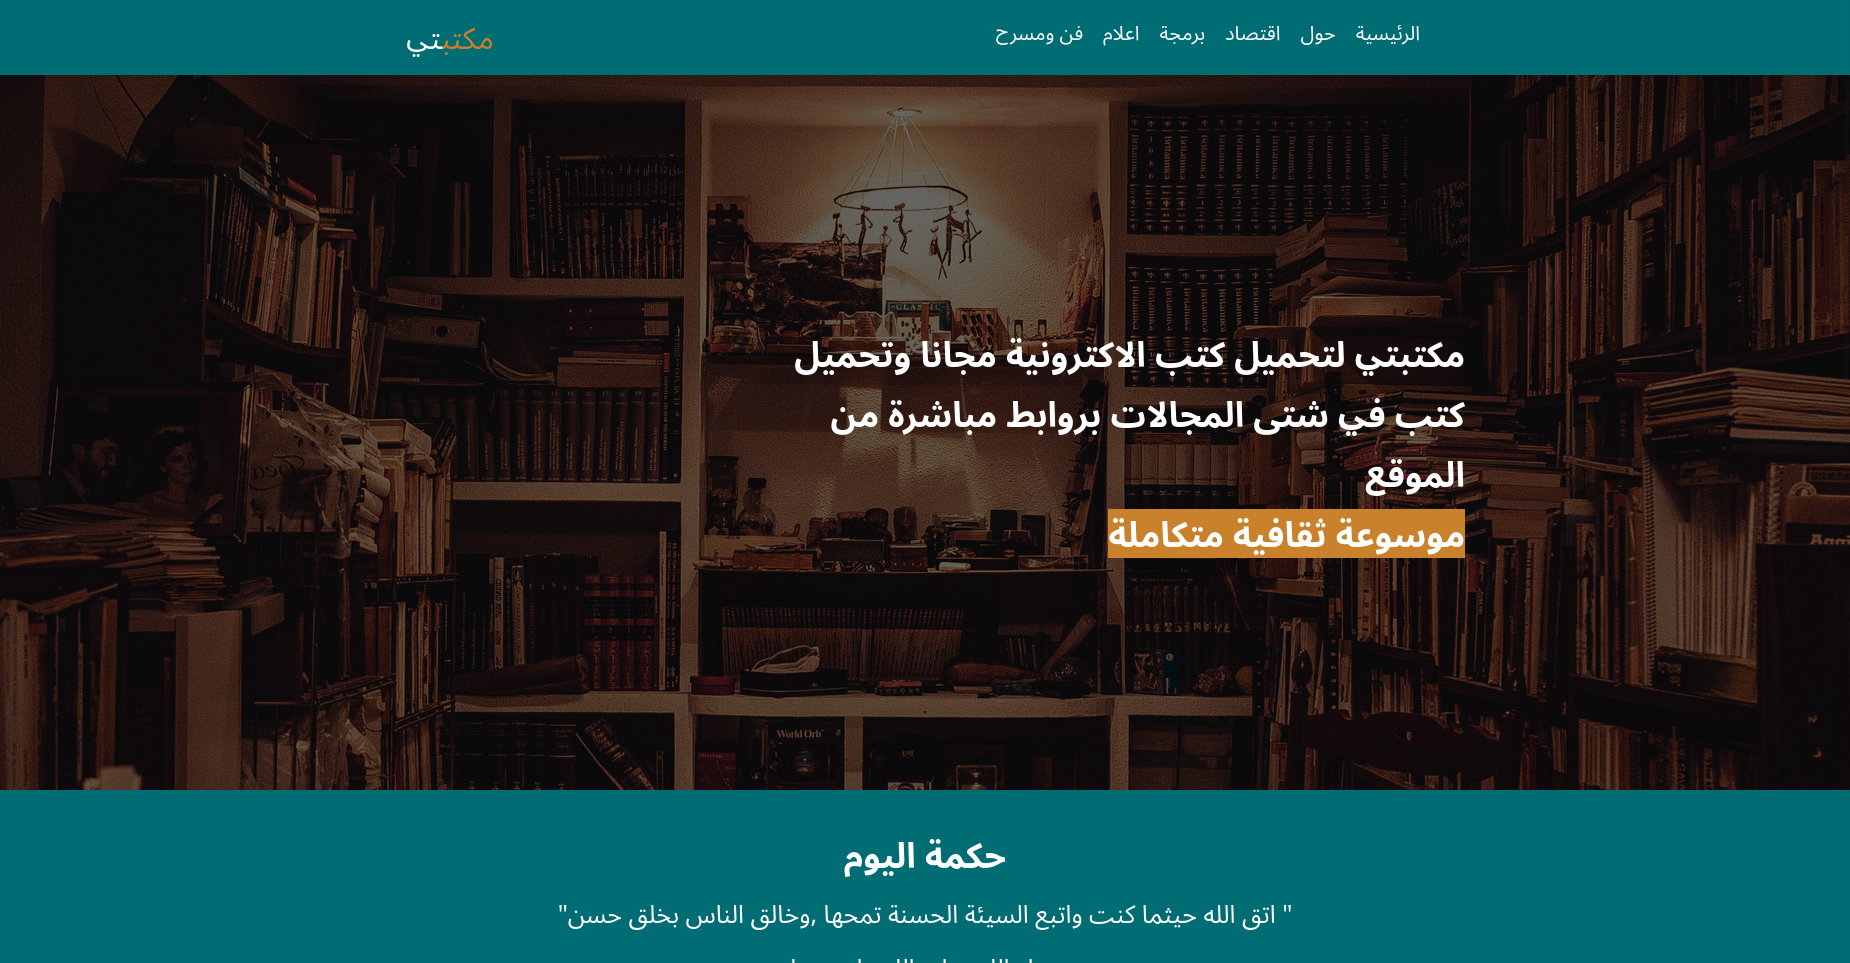 الرئيسية حول اقتصاد برمجة اعلام فن ومسرح
مكتبتي
مكتبتي لتحميل كتب الاكترونية مجانا وتحميل
كتب في شتى المجالات بروابط مباشرة من
الموقع
موسوعة ثقافية متكاملة
World Orb
حكمة اليوم
" اتق الله حيثما كنت واتبع السيئة الحسنة تمحها ,وخالق الناس بخلق حسن"